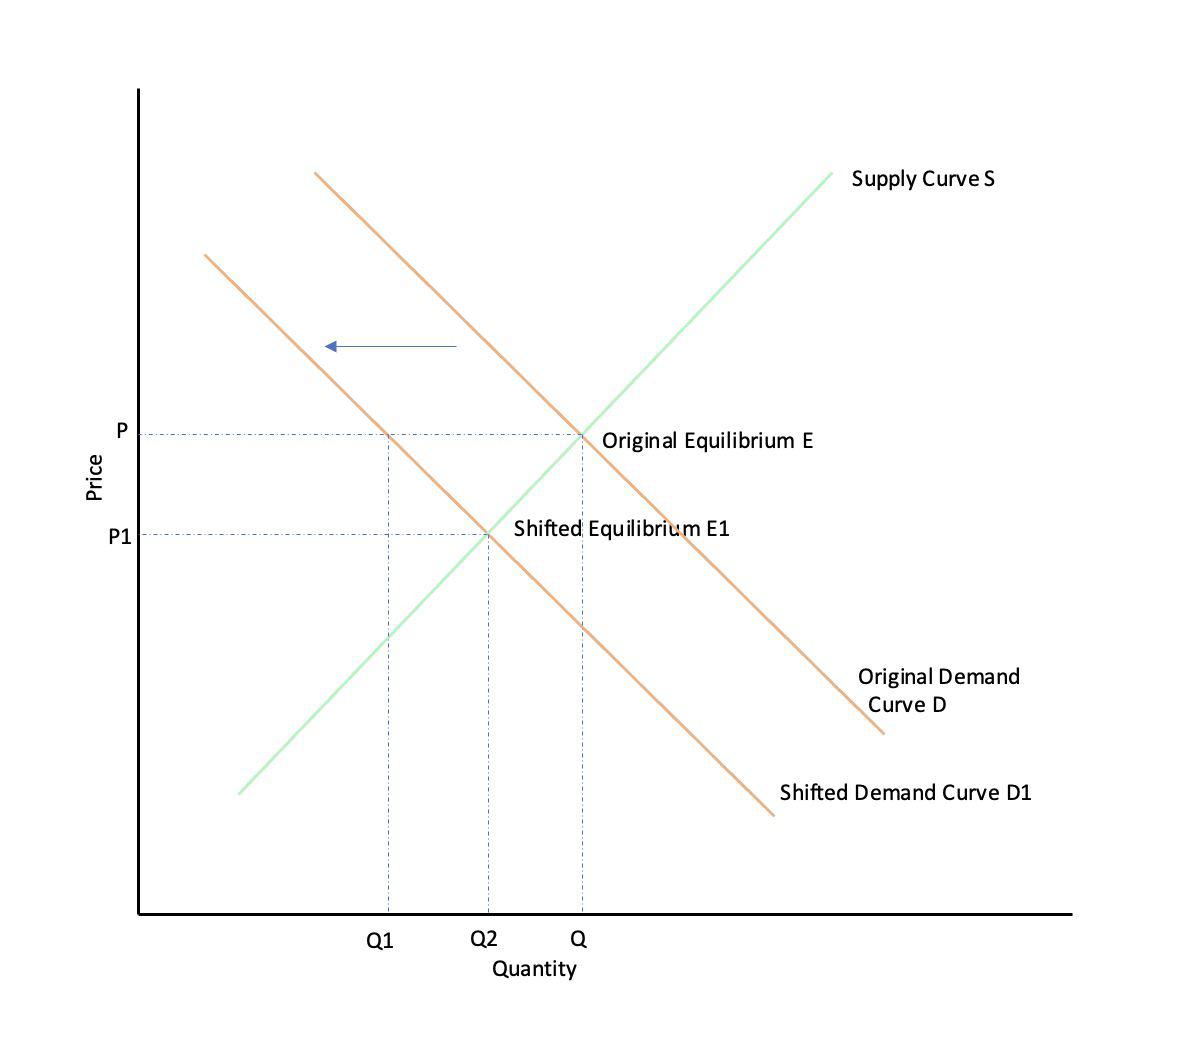 Supply Curve S
P
Original Equilibrium E
Price
Shifted Equilibrium E1
P1
Original Demand
Curve D
Shifted Demand Curve D1
Q1
Q2
Q
Quantity